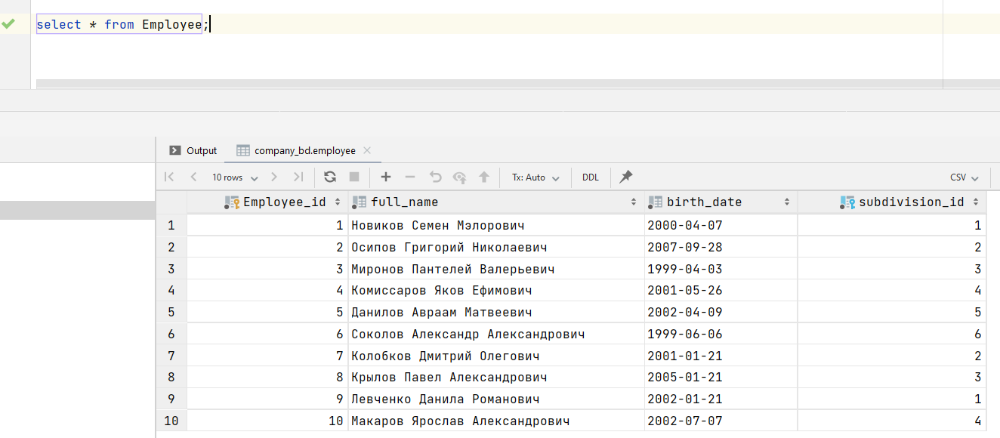 select * from Employee;
Output company_bd.employee
10 rows Tx: Auto DDL CSV
Employee_id full_name birth_date subdivision_id
1 1 Новиков Семен Мэлорович 2000-04-07 1
2 2 Осипов Григорий Николаевич 2007-09-28 2
3 3 Миронов Пантелей Валерьевич 1999-04-03 3
4 4 Комиссаров Яков Ефимович 2001-05-26 4
5 5 Данилов Авраам Матвеевич 2002-04-09 5
6 6 Соколов Александр Александрович 1999-06-06 6
7 7 Колобков Дмитрий Олегович 2001-01-21 2
8 8 Крылов Павел Александрович 2005-01-21 3
9 9 Левченко Данила Романович 2002-01-21 1
10 10 Макаров Ярослав Александрович 2002-07-07 4